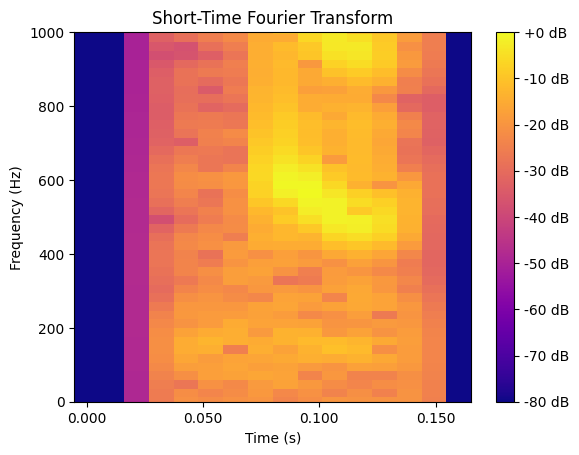 Short-Time Fourier Transform
1000
800
600
400
200
0
Frequency (Hz)
0.000
0.050
0.100
0.150
Time (s)
+0 dB
-10 dB
-20 dB
-30 dB
-40 dB
-50 dB
-60 dB
-70 dB
-80 dB